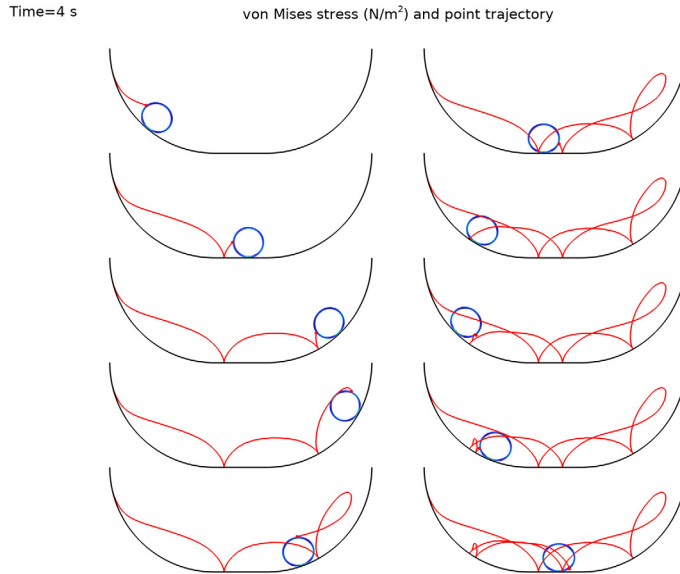 Time=4 s
von Mises stress (N/m²) and point trajectory